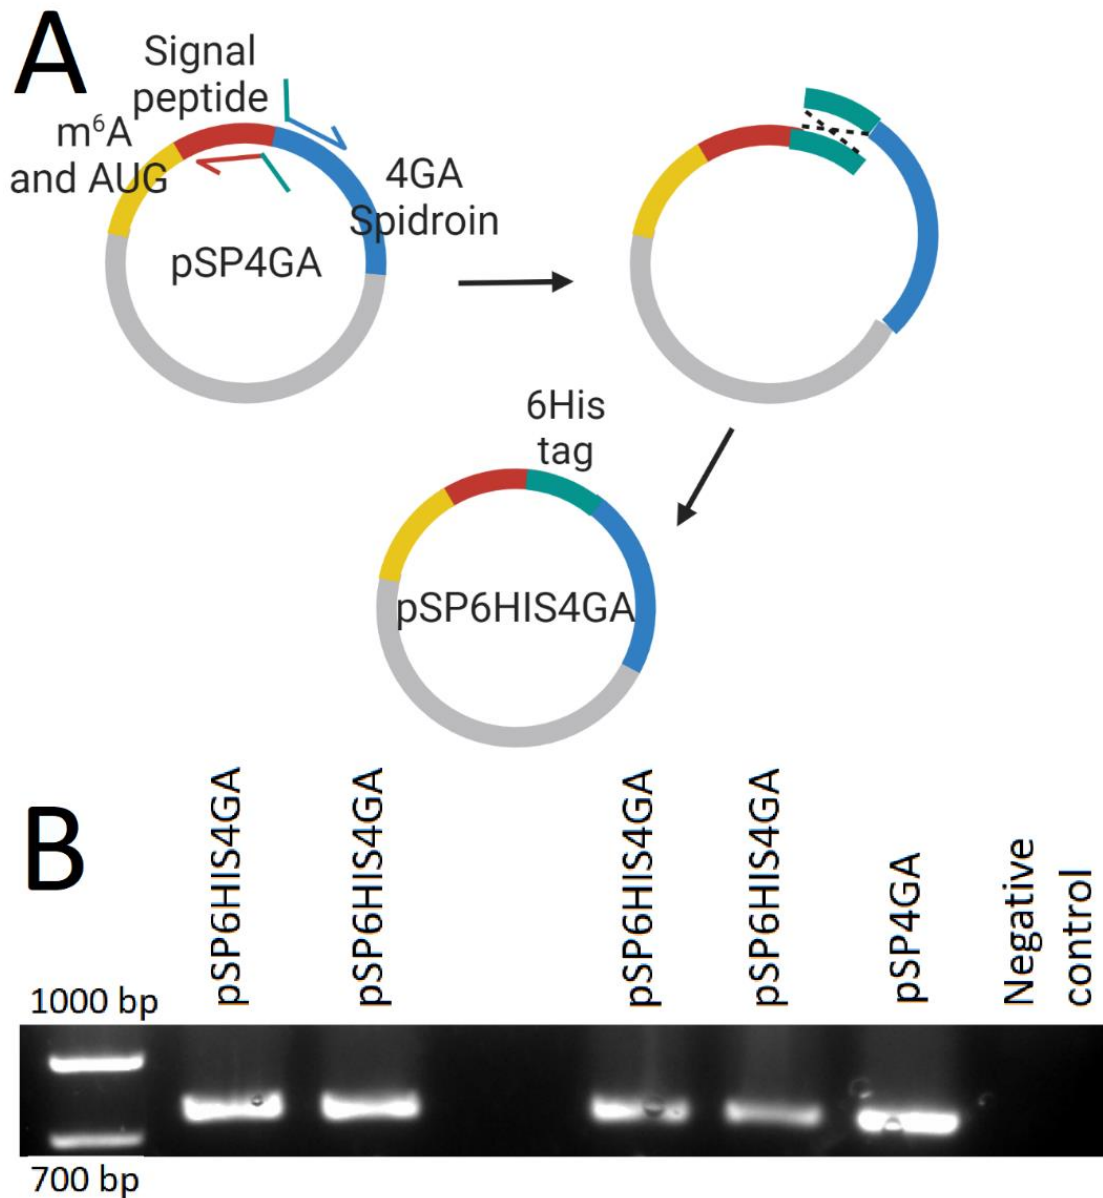 A
Signal
peptide
m⁶A
and AUG
4GA
Spidroin
pSP4GA
6His
tag
pSP6HIS4GA
B
pSP6HIS4GA
pSP6HIS4GA
pSP6HIS4GA
pSP6HIS4GA
pSP4GA
Negative
control
1000 bp
700 bp